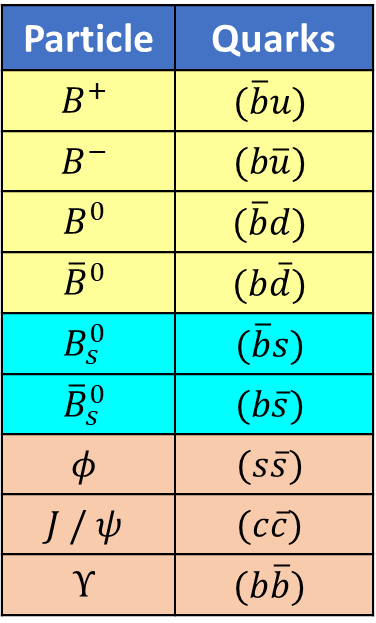 Particle Quarks
B⁺ (b̄u)
B⁻ (bū)
B⁰ (b̄d)
B̄⁰ (bd̄)
B⁰ₛ (b̄s)
B̄⁰ₛ (bs̄)
ϕ (ss̄)
J / ψ (cc̄)
ϒ (bb̄)